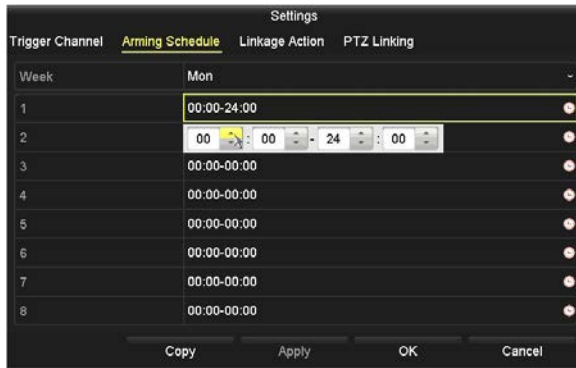 Settings
Trigger Channel Arming Schedule Linkage Action PTZ Linking
Week Mon
1 00:00-24:00
2 00 : 00 - 24 : 00
3 00:00-00:00
4 00:00-00:00
5 00:00-00:00
6 00:00-00:00
7 00:00-00:00
8 00:00-00:00
Copy Apply OK Cancel